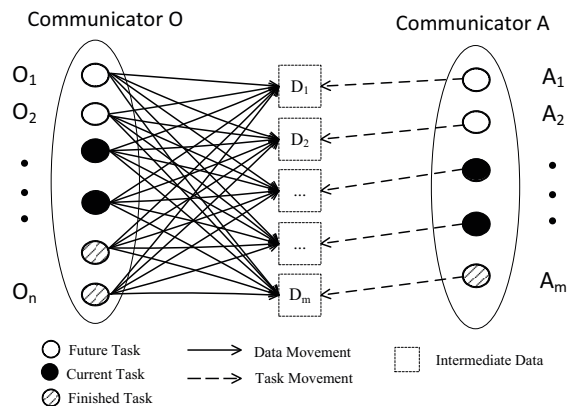 Communicator O
Communicator A
O1
O2
On
D1
D2
...
...
Dm
A1
A2
Am
Future Task
Current Task
Finished Task
Data Movement
Task Movement
Intermediate Data